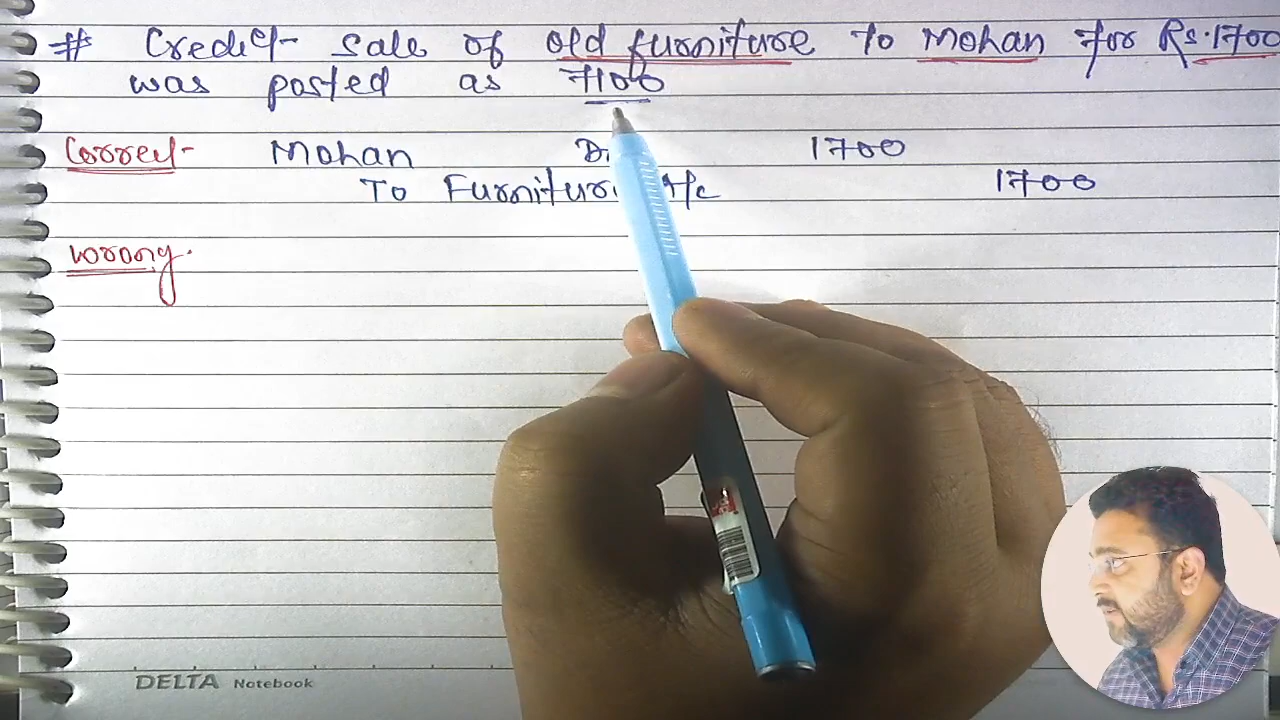 # Credit sale of old furniture to Mohan for Rs.1700
was posted as 7100
Correct Mohan 1700
To Furniture A/c 1700
Wrong.
DELTA Notebook